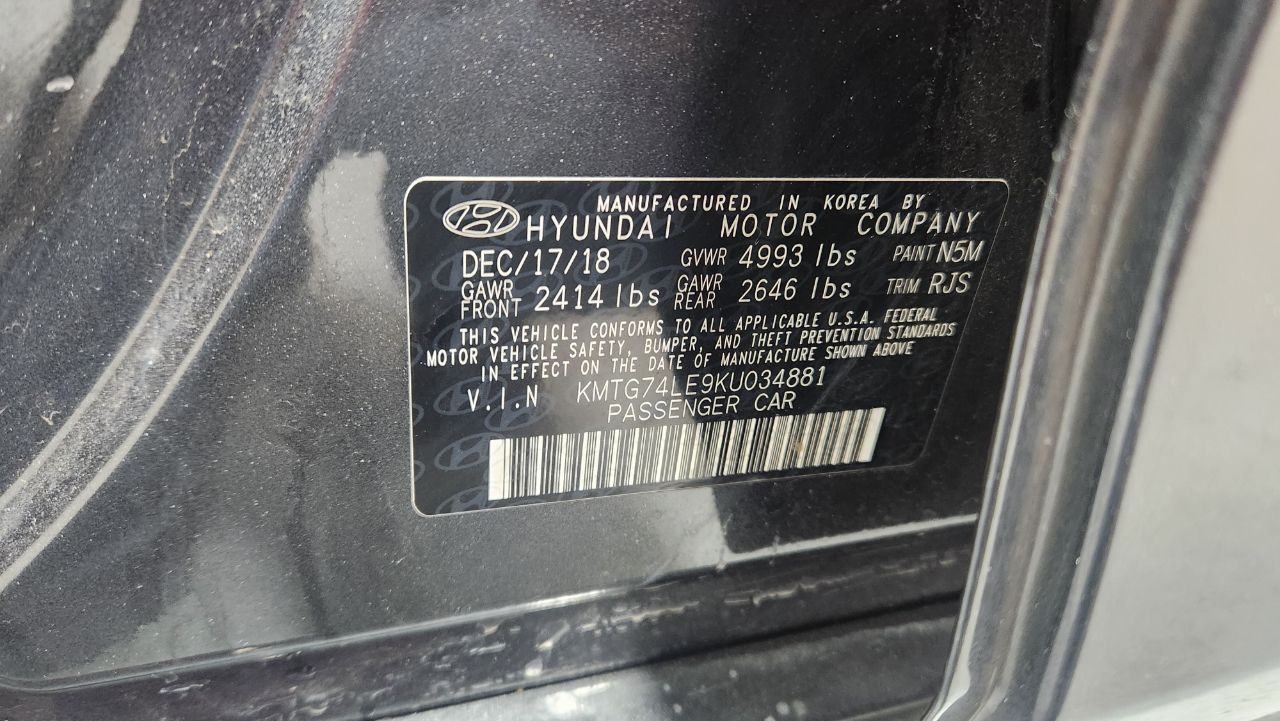 MANUFACTURED IN KOREA BY
HYUNDAI MOTOR COMPANY
DEC/17/18 GVWR 4993 lbs PAINT N5M
GAWR FRONT 2414 lbs GAWR REAR 2646 lbs TRIM RJS
THIS VEHICLE CONFORMS TO ALL APPLICABLE U.S.A. FEDERAL
MOTOR VEHICLE SAFETY, BUMPER, AND THEFT PREVENTION STANDARDS
IN EFFECT ON THE DATE OF MANUFACTURE SHOWN ABOVE
V.I.N KMTG74LE9KU034881
PASSENGER CAR